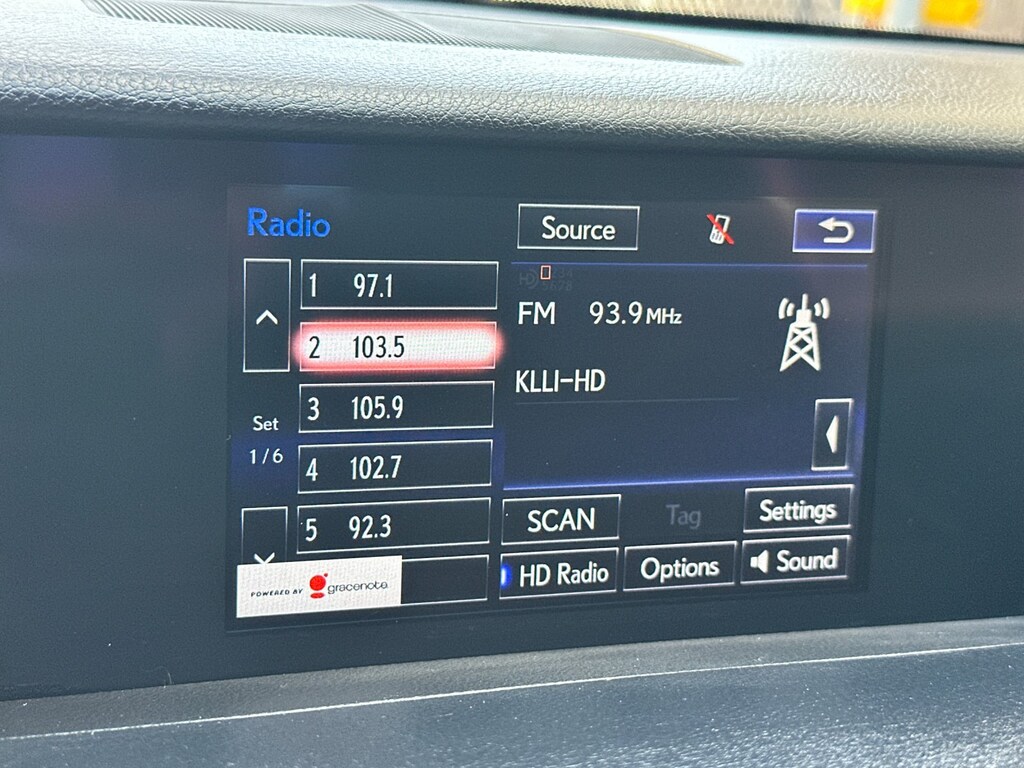 Radio
Source
1 97.1
2 103.5
3 105.9
4 102.7
5 92.3
Set
1/6
FM 93.9 MHz
KLLI-HD
SCAN
Tag
Settings
HD Radio
Options
Sound
POWERED BY gracenote